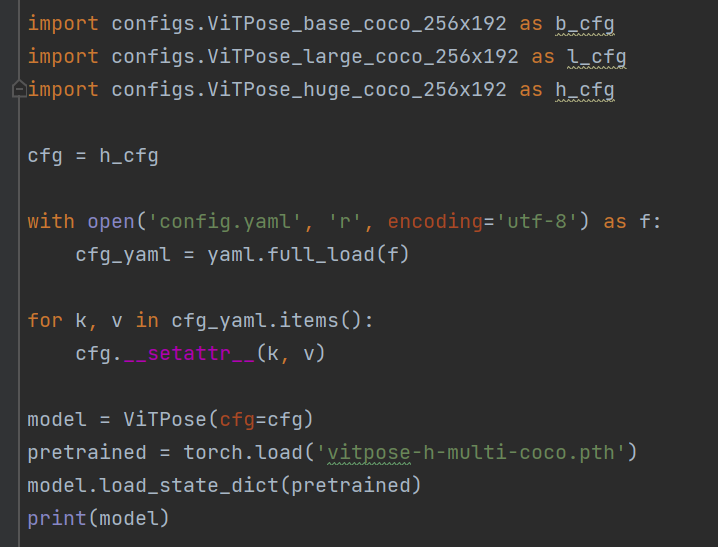 import configs.ViTPose_base_coco_256x192 as b_cfg
import configs.ViTPose_large_coco_256x192 as l_cfg
import configs.ViTPose_huge_coco_256x192 as h_cfg
cfg = h_cfg
with open('config.yaml', 'r', encoding='utf-8') as f:
    cfg_yaml = yaml.full_load(f)
for k, v in cfg_yaml.items():
    cfg.__setattr__(k, v)
model = ViTPose(cfg=cfg)
pretrained = torch.load('vitpose-h-multi-coco.pth')
model.load_state_dict(pretrained)
print(model)